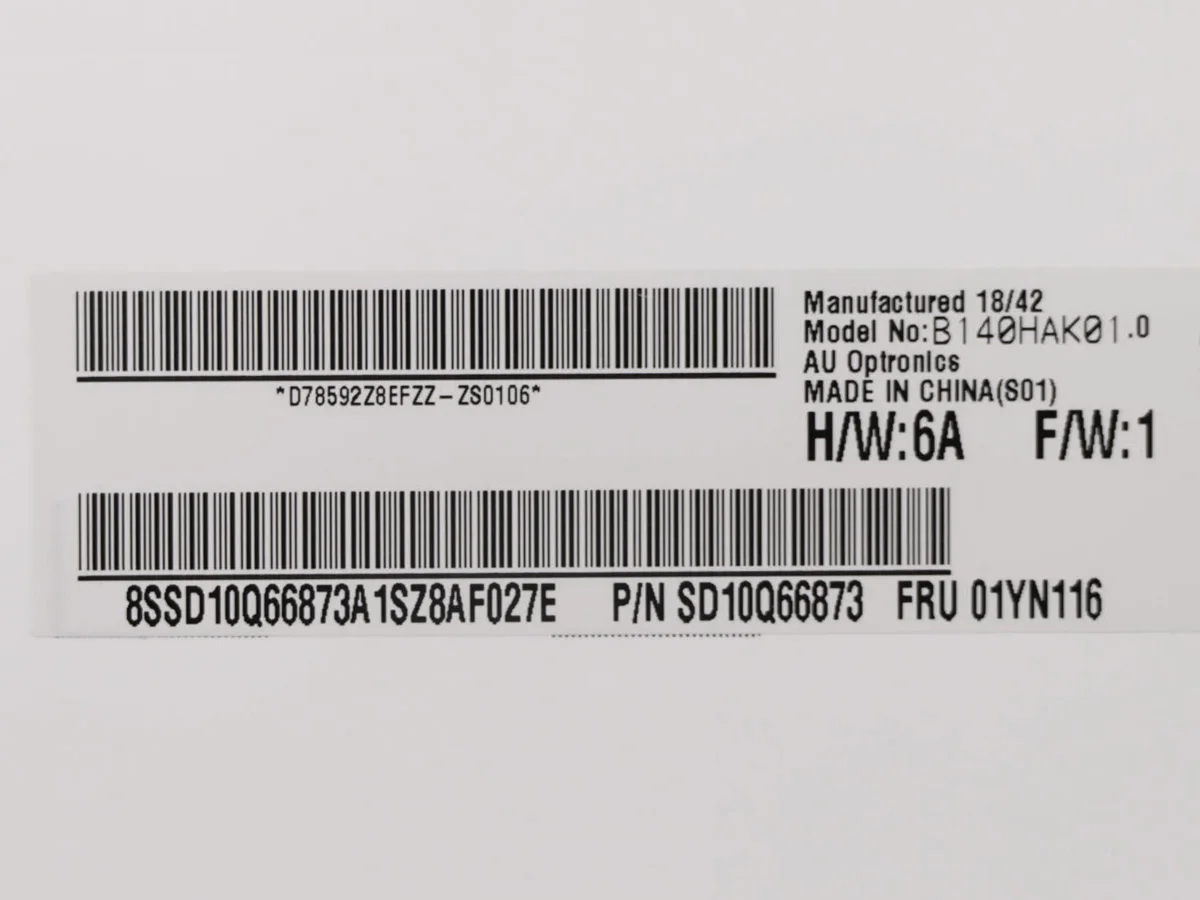 *D78592Z8EFZZ-ZS0106*
Manufactured 18/42
Model No:B140HAK01.0
AU Optronics
MADE IN CHINA(S01)
H/W:6A F/W:1
8SSD10Q66873A1SZ8AF027E P/N SD10Q66873 FRU 01YN116